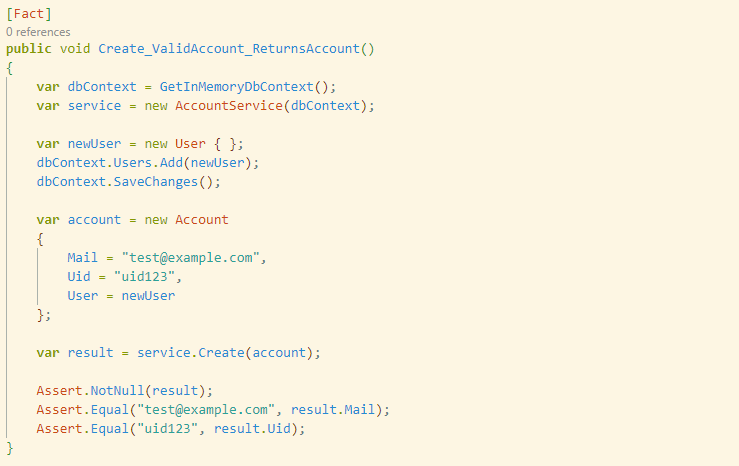 [Fact]
0 references
public void Create_ValidAccount_ReturnsAccount()
{
    var dbContext = GetInMemoryDbContext();
    var service = new AccountService(dbContext);

    var newUser = new User { };
    dbContext.Users.Add(newUser);
    dbContext.SaveChanges();

    var account = new Account
    {
        Mail = "test@example.com",
        Uid = "uid123",
        User = newUser
    };

    var result = service.Create(account);

    Assert.NotNull(result);
    Assert.Equal("test@example.com", result.Mail);
    Assert.Equal("uid123", result.Uid);
}